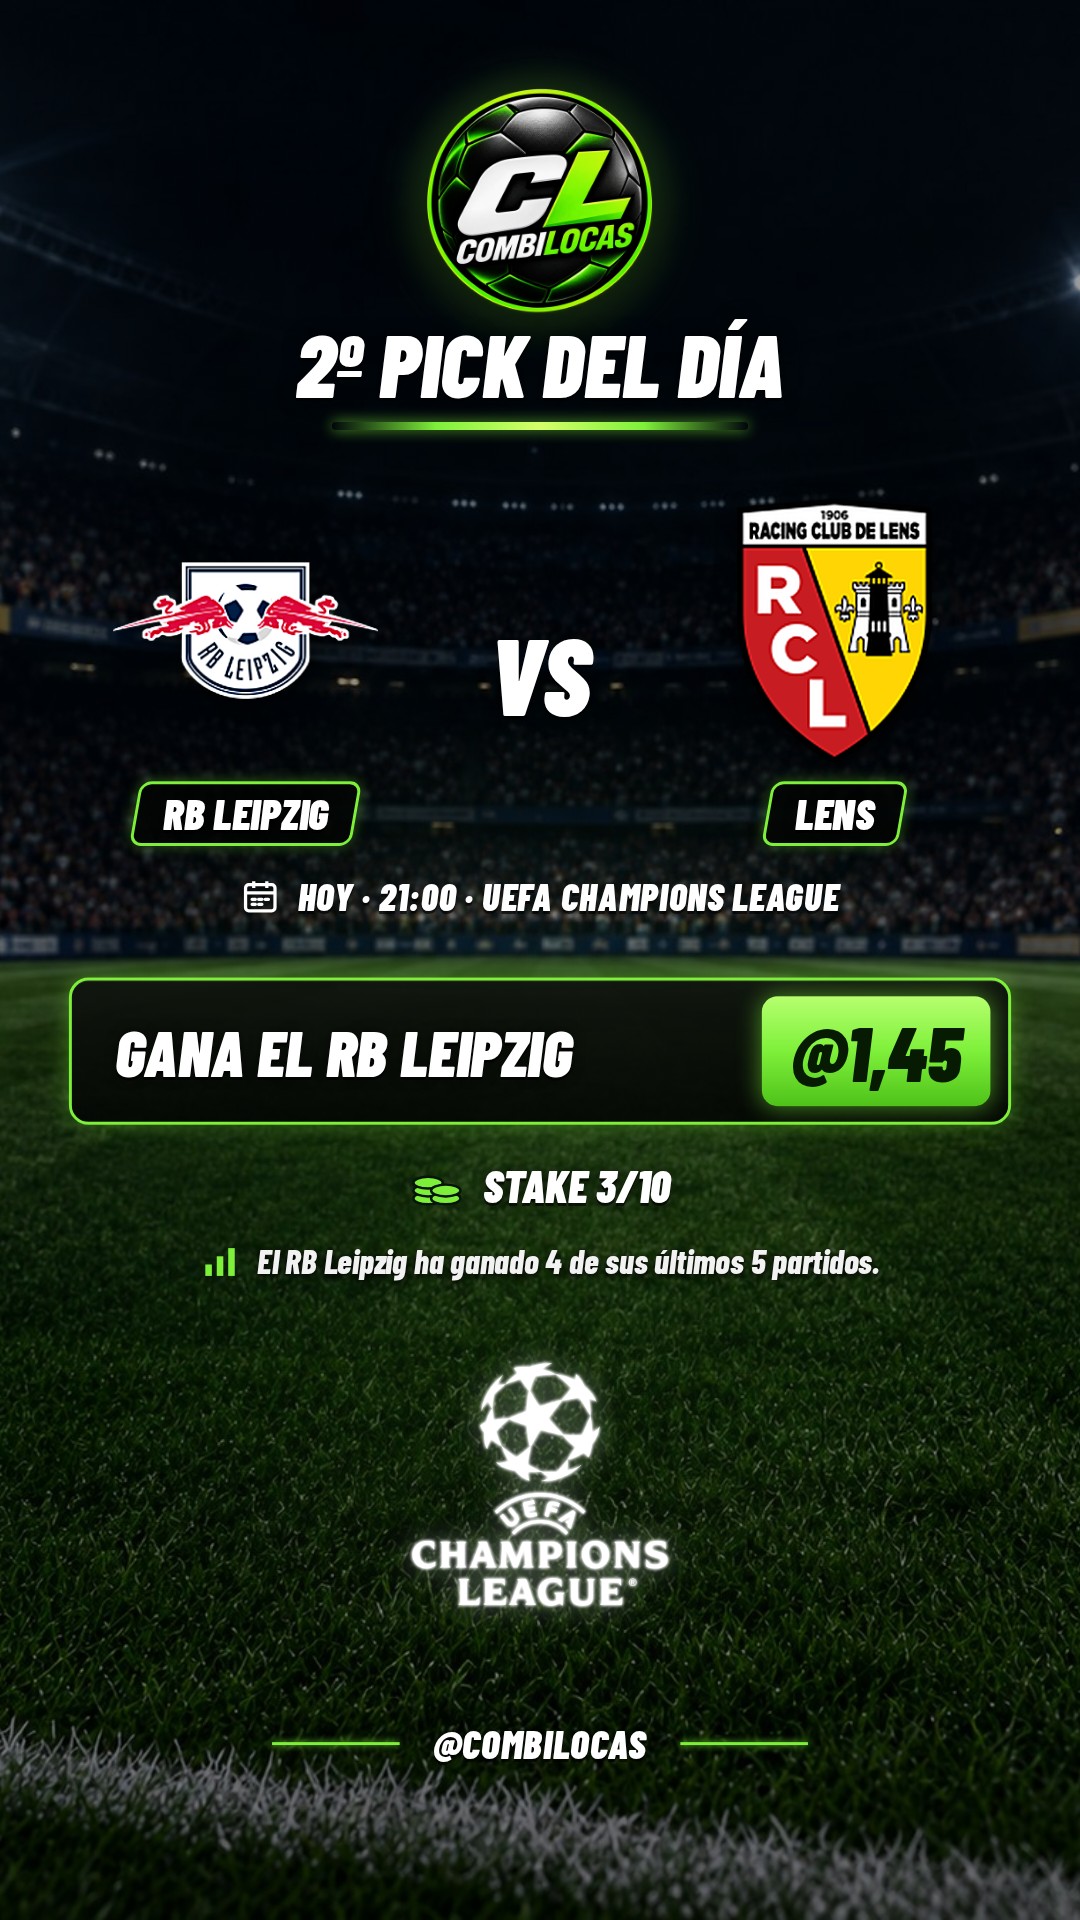 CL
COMBILOCAS
2º PICK DEL DÍA
1906
RACING CLUB DE LENS
R
C
L
RB LEIPZIG
VS
RB LEIPZIG
LENS
HOY · 21:00 · UEFA CHAMPIONS LEAGUE
GANA EL RB LEIPZIG
@1,45
STAKE 3/10
El RB Leipzig ha ganado 4 de sus últimos 5 partidos.
UEFA
CHAMPIONS
LEAGUE®
@COMBILOCAS